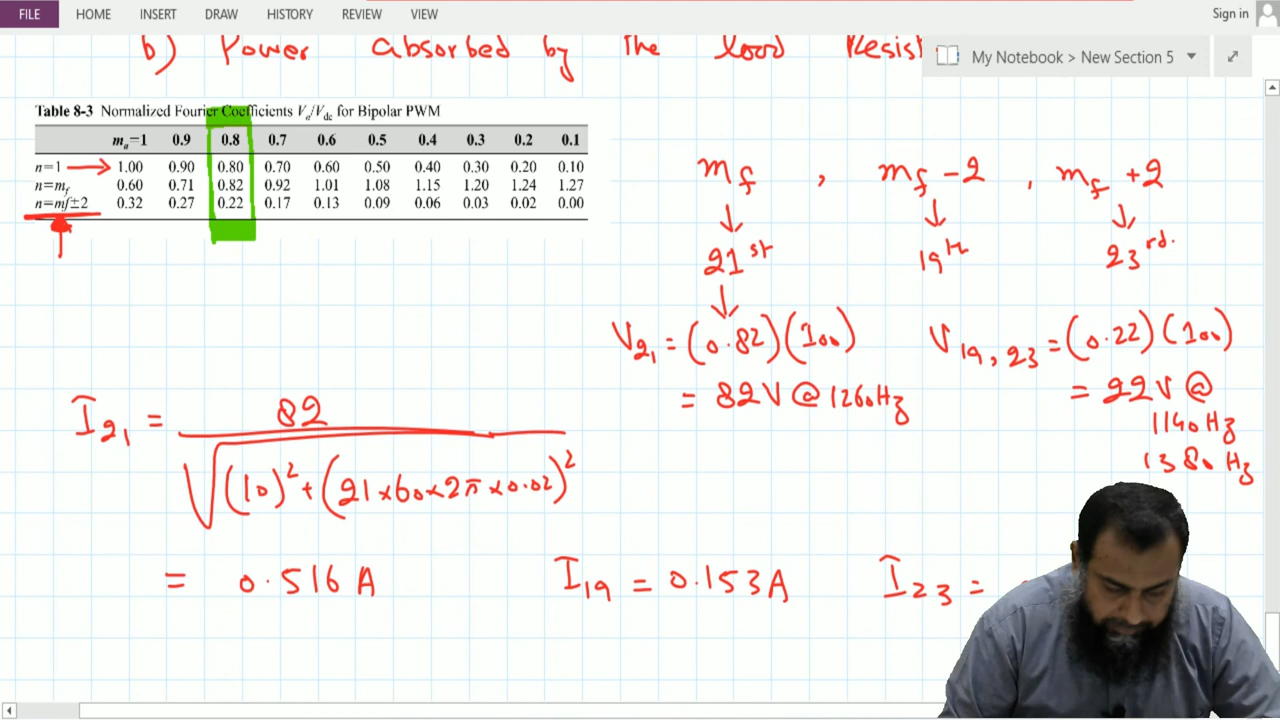 FILE HOME INSERT DRAW HISTORY REVIEW VIEW Sign in
My Notebook > New Section 5
b) Power absorbed by the load Resist
Table 8-3 Normalized Fourier Coefficients Vn/Vdc for Bipolar PWM
ma=1 0.9 0.8 0.7 0.6 0.5 0.4 0.3 0.2 0.1
n=1 1.00 0.90 0.80 0.70 0.60 0.50 0.40 0.30 0.20 0.10
n=mf 0.60 0.71 0.82 0.92 1.01 1.08 1.15 1.20 1.24 1.27
n=mf±2 0.32 0.27 0.22 0.17 0.13 0.09 0.06 0.03 0.02 0.00
mf , mf -2 , mf +2
21st 19th 23rd.
V21 = (0.82)(100)
= 82V @ 1260Hz
V19,23 = (0.22)(100)
= 22V @
1140Hz
1380 Hz
I21 = 82
√(10)² + (21×60×2π×0.02)²
= 0.516 A
I19 = 0.153A
I23 =